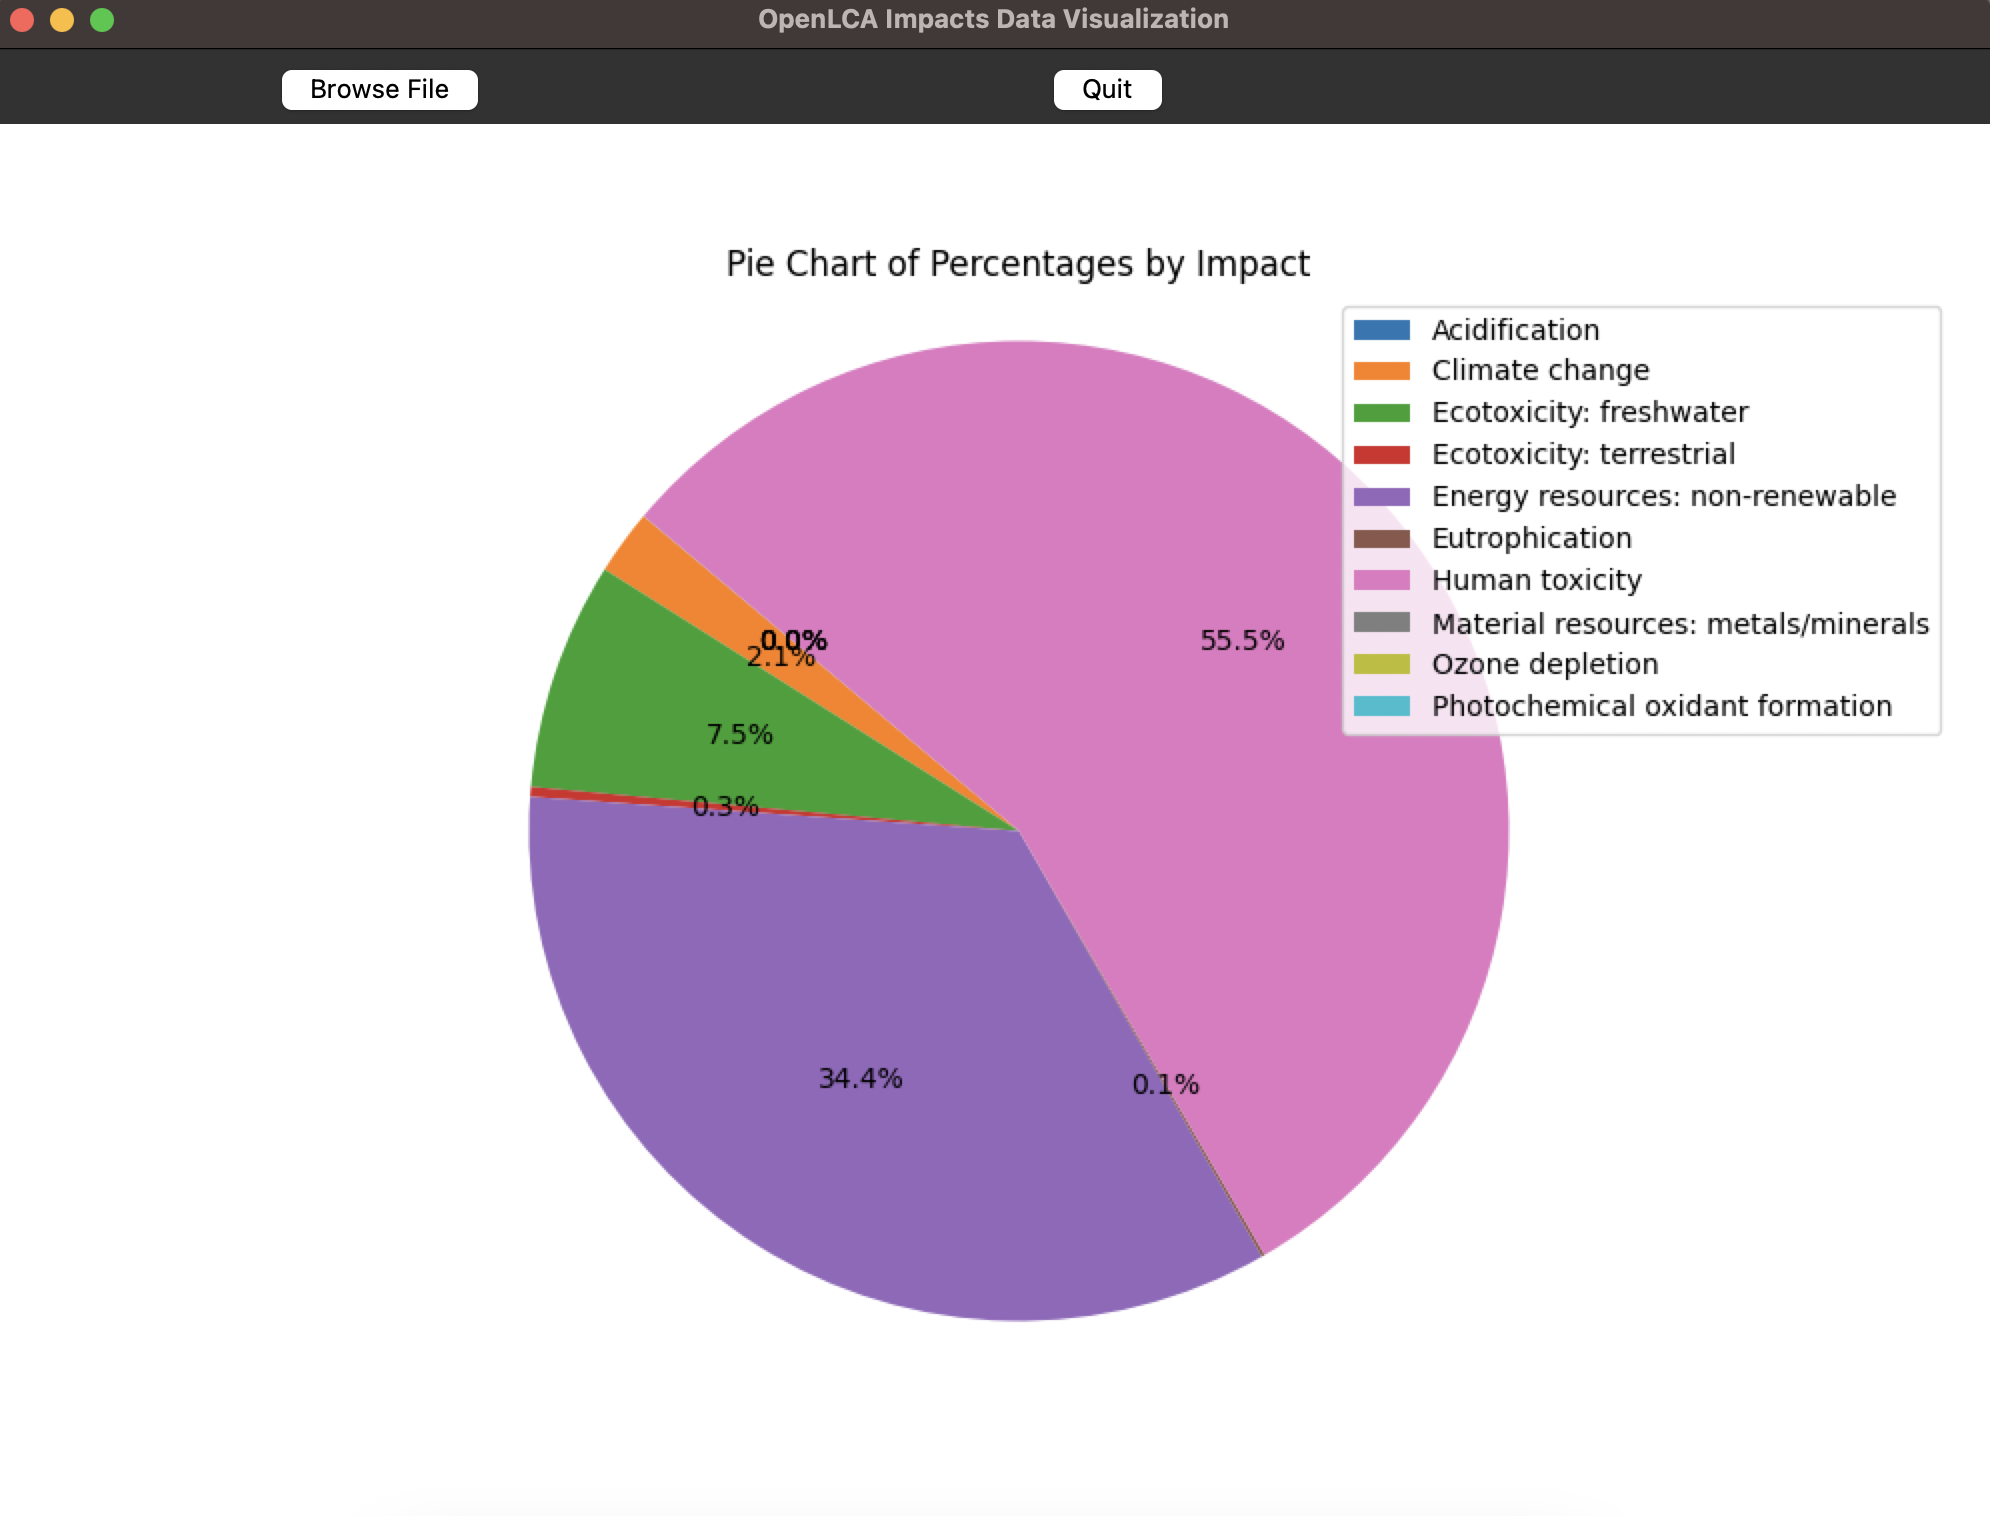 OpenLCA Impacts Data Visualization
Browse File
Quit
Pie Chart of Percentages by Impact
Acidification
Climate change
Ecotoxicity: freshwater
Ecotoxicity: terrestrial
Energy resources: non-renewable
Eutrophication
Human toxicity
Material resources: metals/minerals
Ozone depletion
Photochemical oxidant formation
0.0%
55.5%
2.1%
7.5%
0.3%
34.4%
0.1%